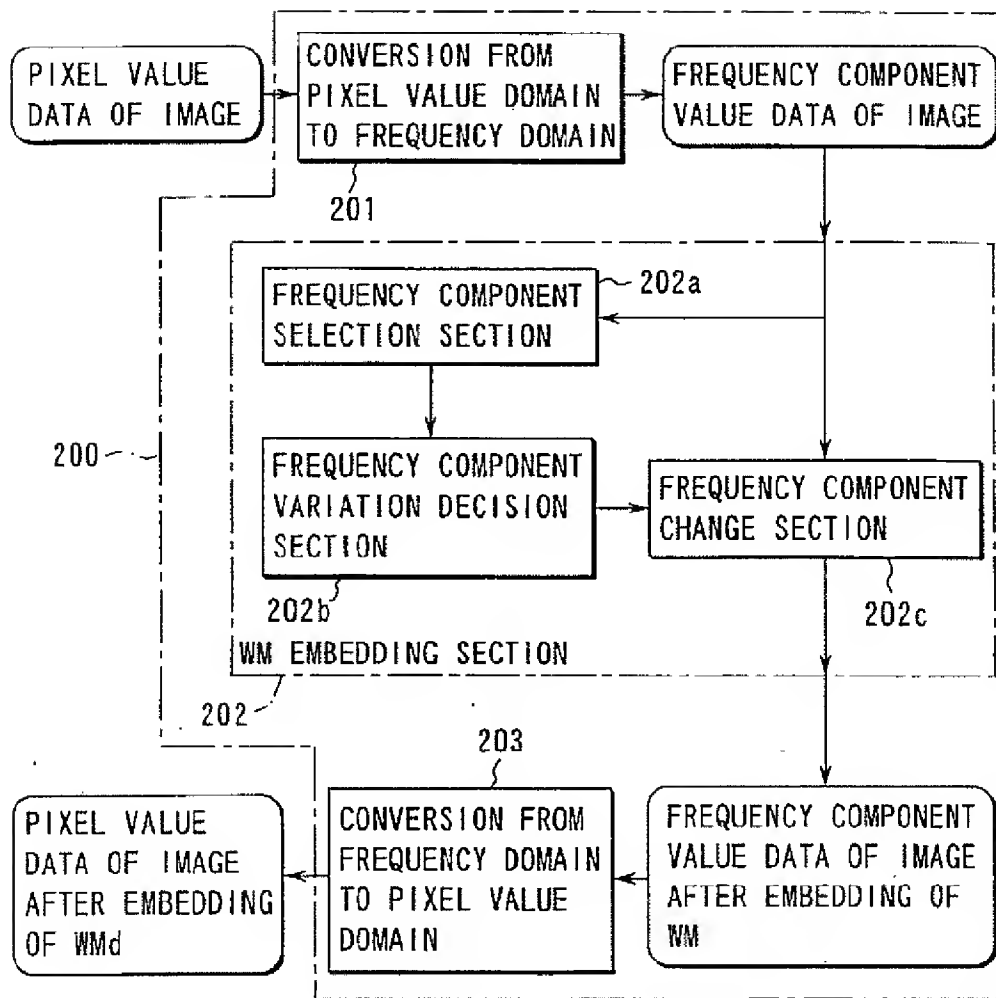 PIXEL VALUE
DATA OF IMAGE
CONVERSION FROM
PIXEL VALUE DOMAIN
TO FREQUENCY DOMAIN
FREQUENCY COMPONENT
VALUE DATA OF IMAGE
201
202a
FREQUENCY COMPONENT
SELECTION SECTION
200
FREQUENCY COMPONENT
VARIATION DECISION
SECTION
FREQUENCY COMPONENT
CHANGE SECTION
202b
202c
WM EMBEDDING SECTION
202
203
PIXEL VALUE
DATA OF IMAGE
AFTER EMBEDDING
OF WMd
CONVERSION FROM
FREQUENCY DOMAIN
TO PIXEL VALUE
DOMAIN
FREQUENCY COMPONENT
VALUE DATA OF IMAGE
AFTER EMBEDDING OF
WM